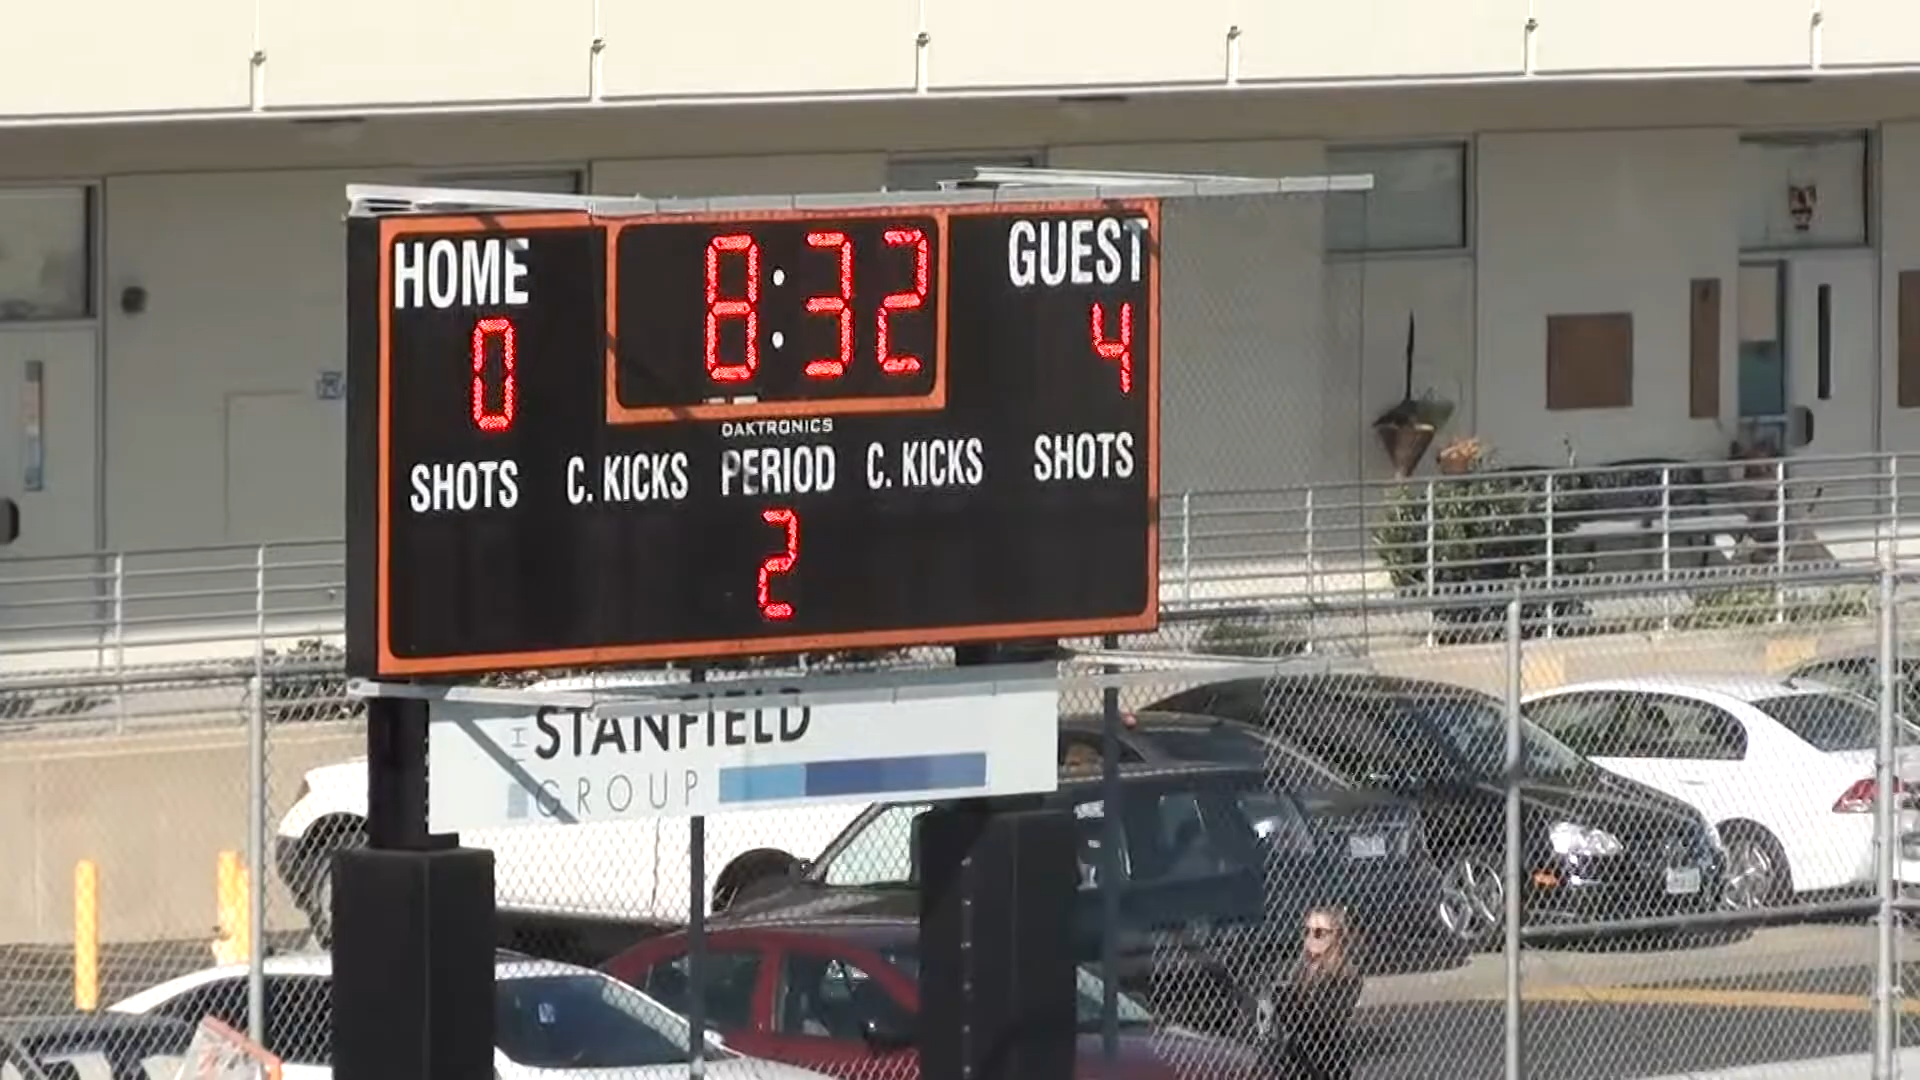 HOME 8:32 GUEST
0 4
DAKTRONICS
SHOTS C. KICKS PERIOD C. KICKS SHOTS
2
STANFIELD
GROUP